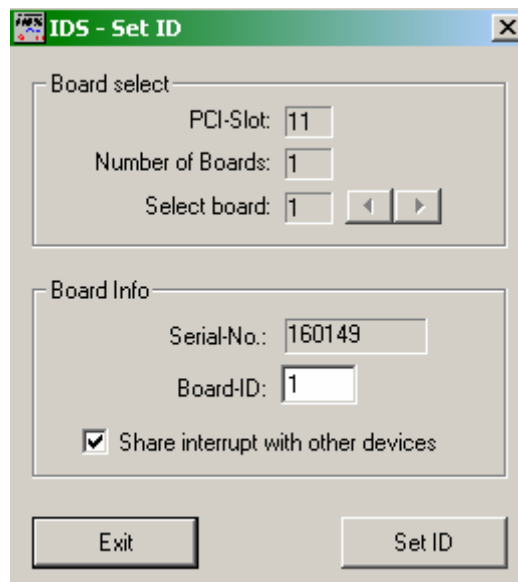 IDS - Set ID
Board select
PCI-Slot: 11
Number of Boards: 1
Select board: 1
Board Info
Serial-No.: 160149
Board-ID: 1
Share interrupt with other devices
Exit Set ID